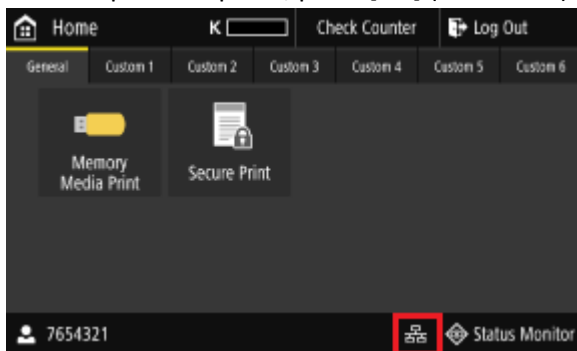 Home K Check Counter Log Out
General Custom 1 Custom 2 Custom 3 Custom 4 Custom 5 Custom 6
Memory
Media Print
Secure Print
7654321 Status Monitor